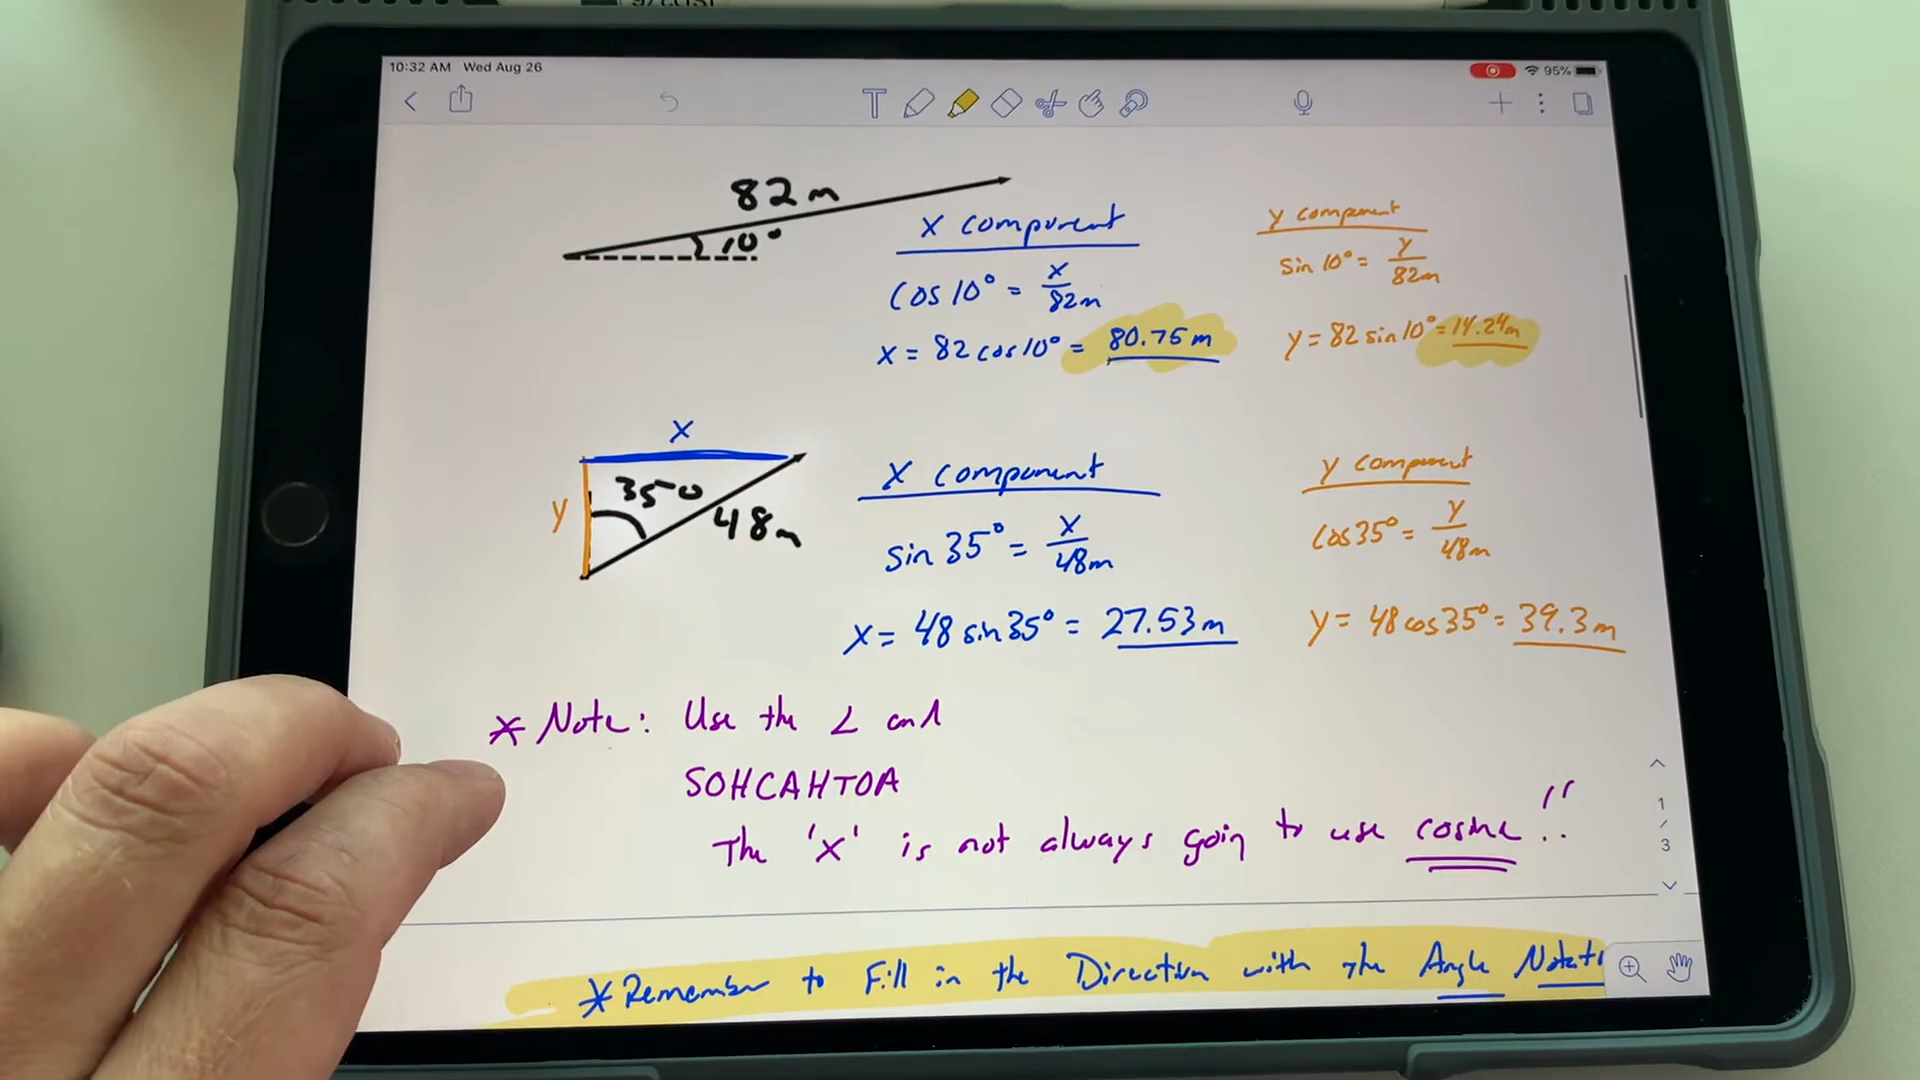 10:32 AM Wed Aug 26
95%
T
82m
10°
X component
Cos 10° = X/82m
X = 82 cos 10° = 80.75 m
Y component
Sin 10° = Y/82m
Y = 82 sin 10° = 14.24m
X
Y
35°
48m
X component
sin 35° = X/48m
X = 48 sin 35° = 27.53m
Y component
Cos 35° = Y/48m
Y = 48 cos 35° = 39.3m
* Note: Use the ∠ and
SOHCAHTOA
The 'X' is not always going to use cosine!!
1 / 3
* Remember to Fill in the Direction with the Angle